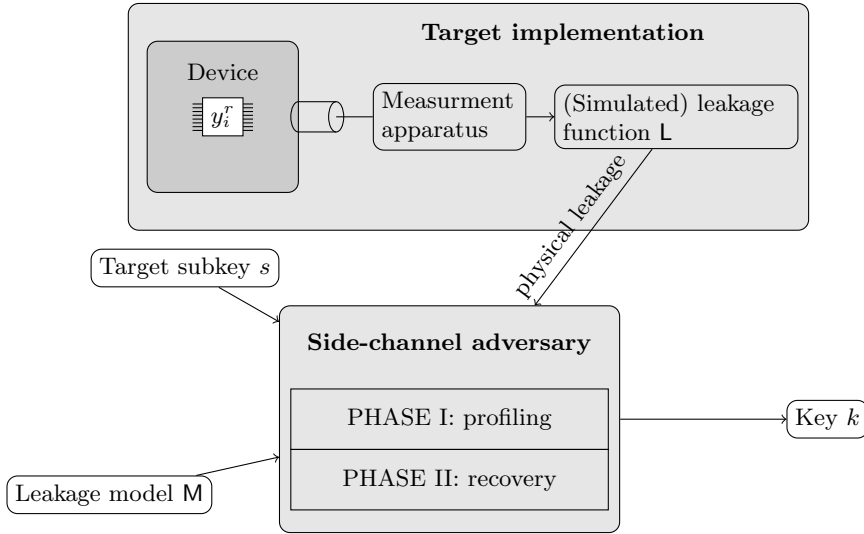 Target implementation
Device
y_i^r
Measurment
apparatus
(Simulated) leakage
function L
physical leakage
Target subkey s
Side-channel adversary
PHASE I: profiling
Key k
PHASE II: recovery
Leakage model M